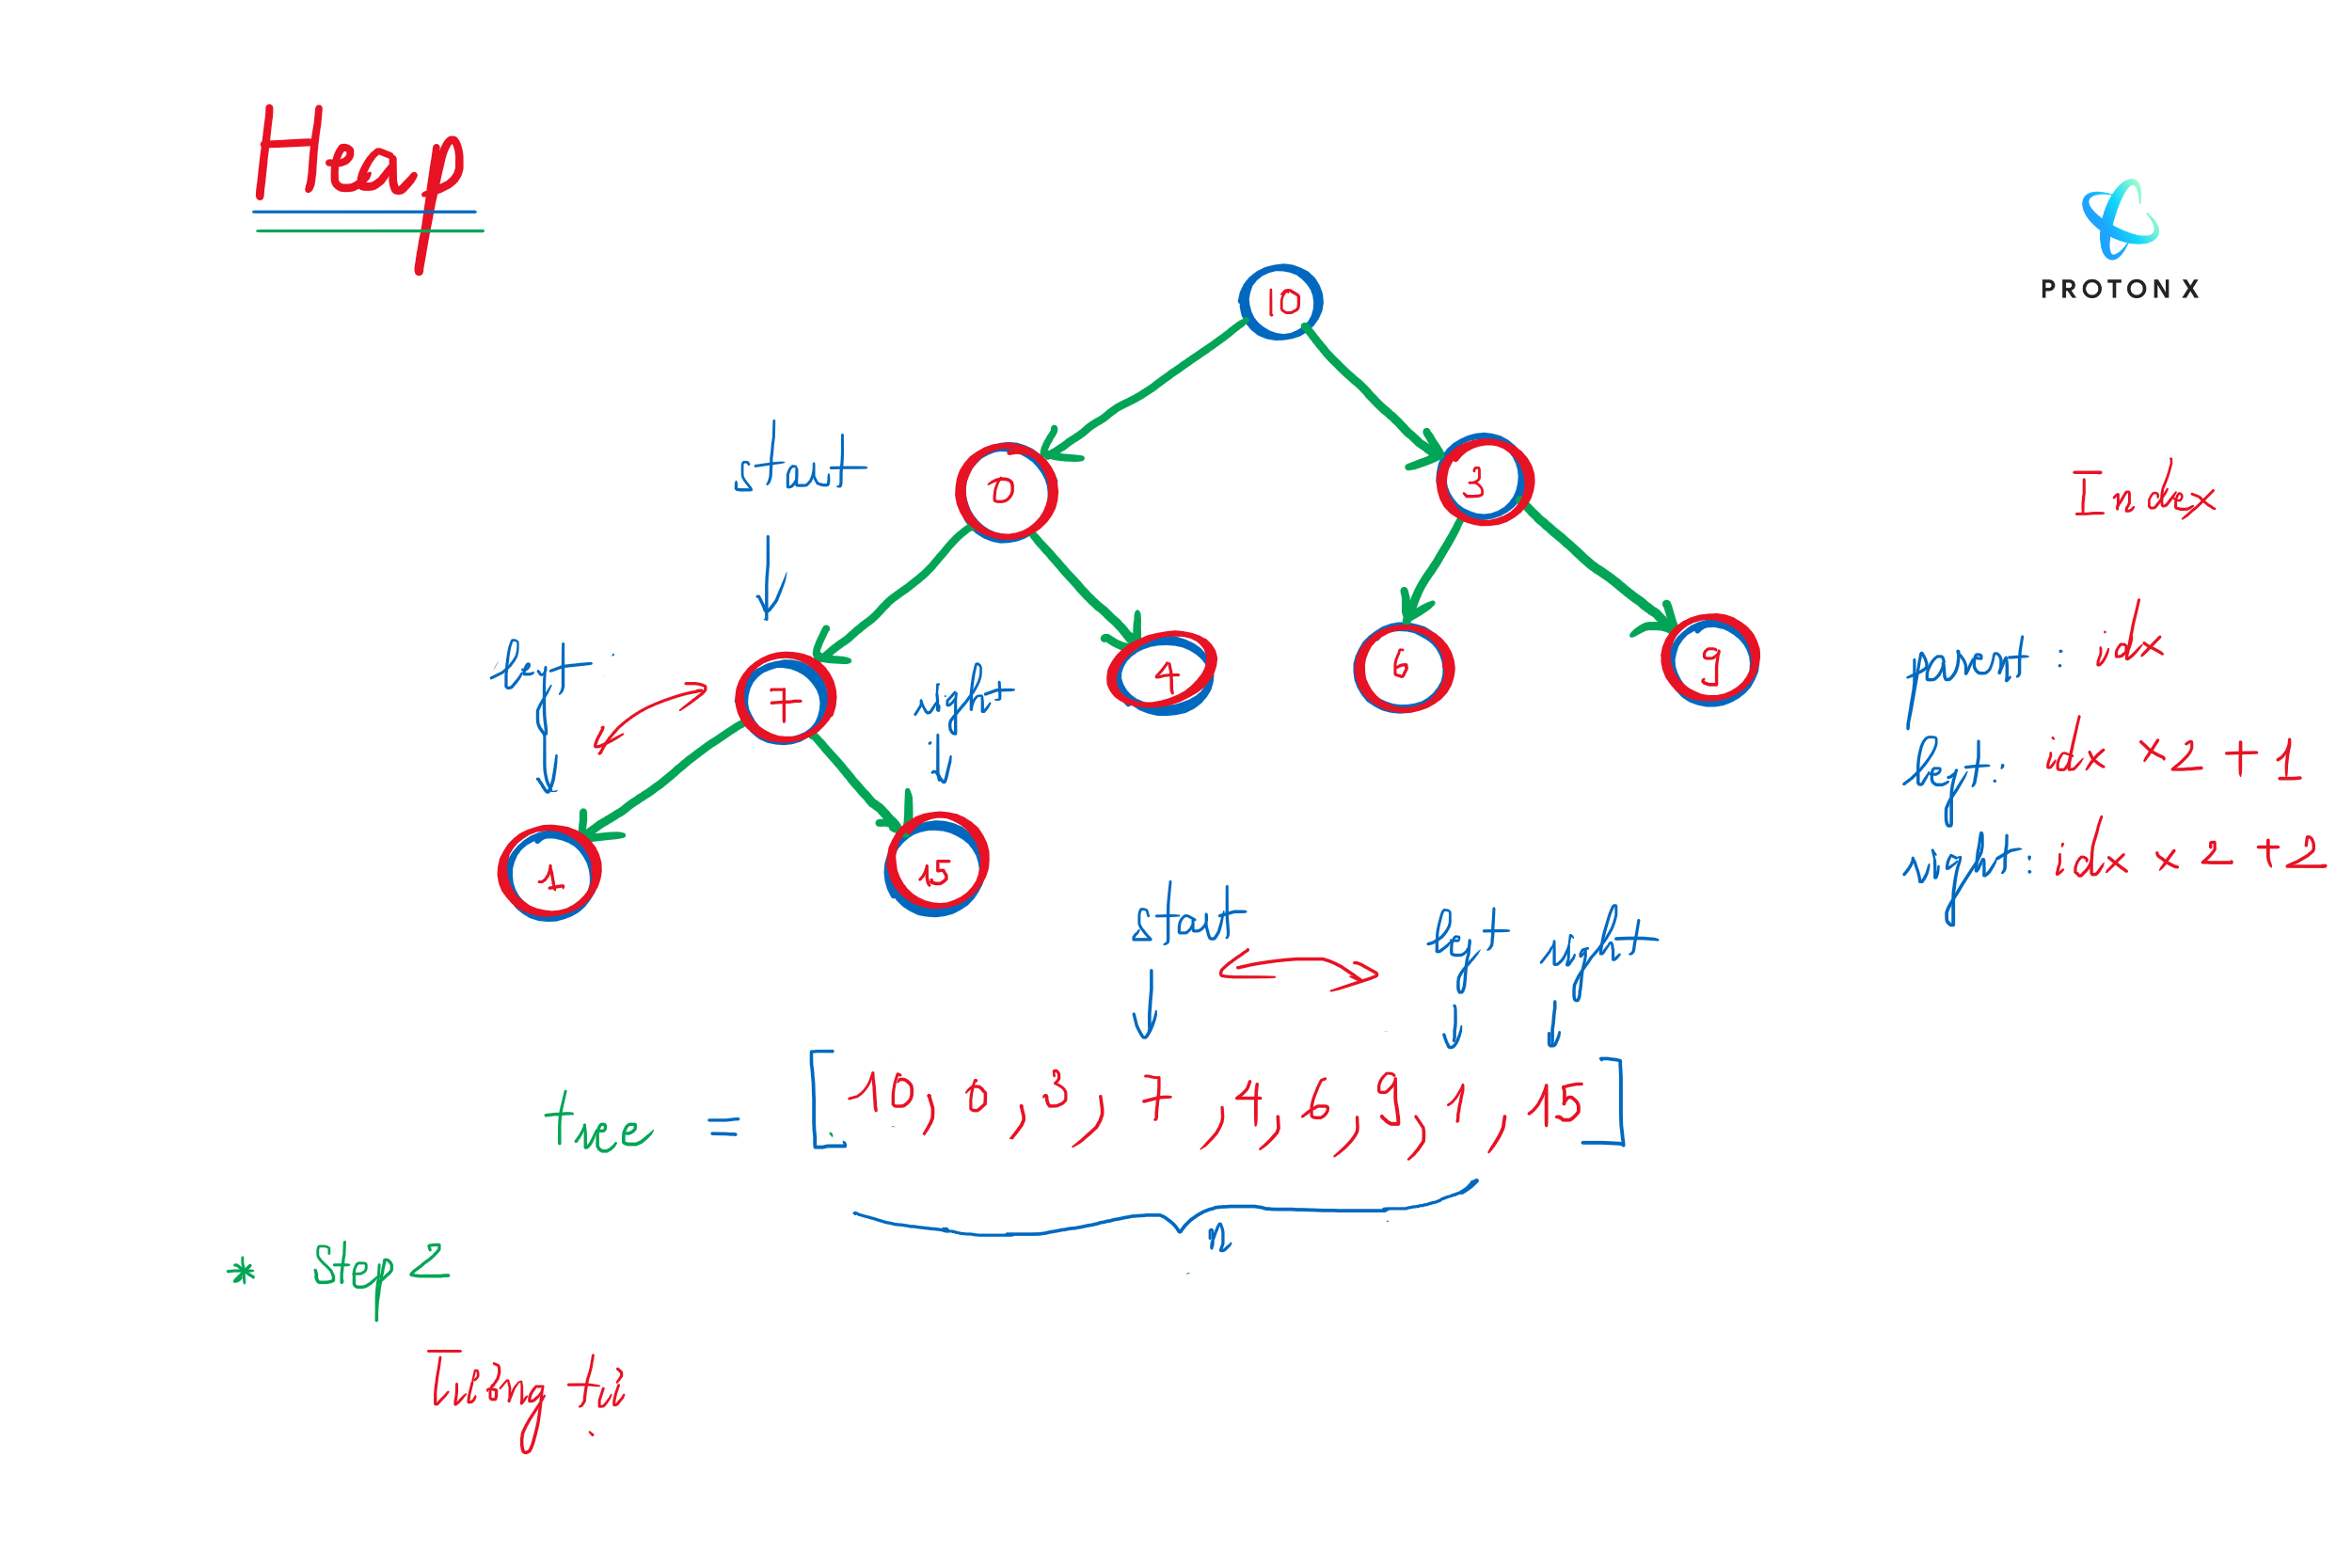 Heap
PROTON X
10
start
0
3
Index
left
right
7
4
6
9
parent : idx
left : idx × 2 + 1
right : idx × 2 + 2
1
15
start
left
right
tree = [10, 0, 3, 7, 4, 6, 9, 1, 15]
n
* Step 2
Tương tự